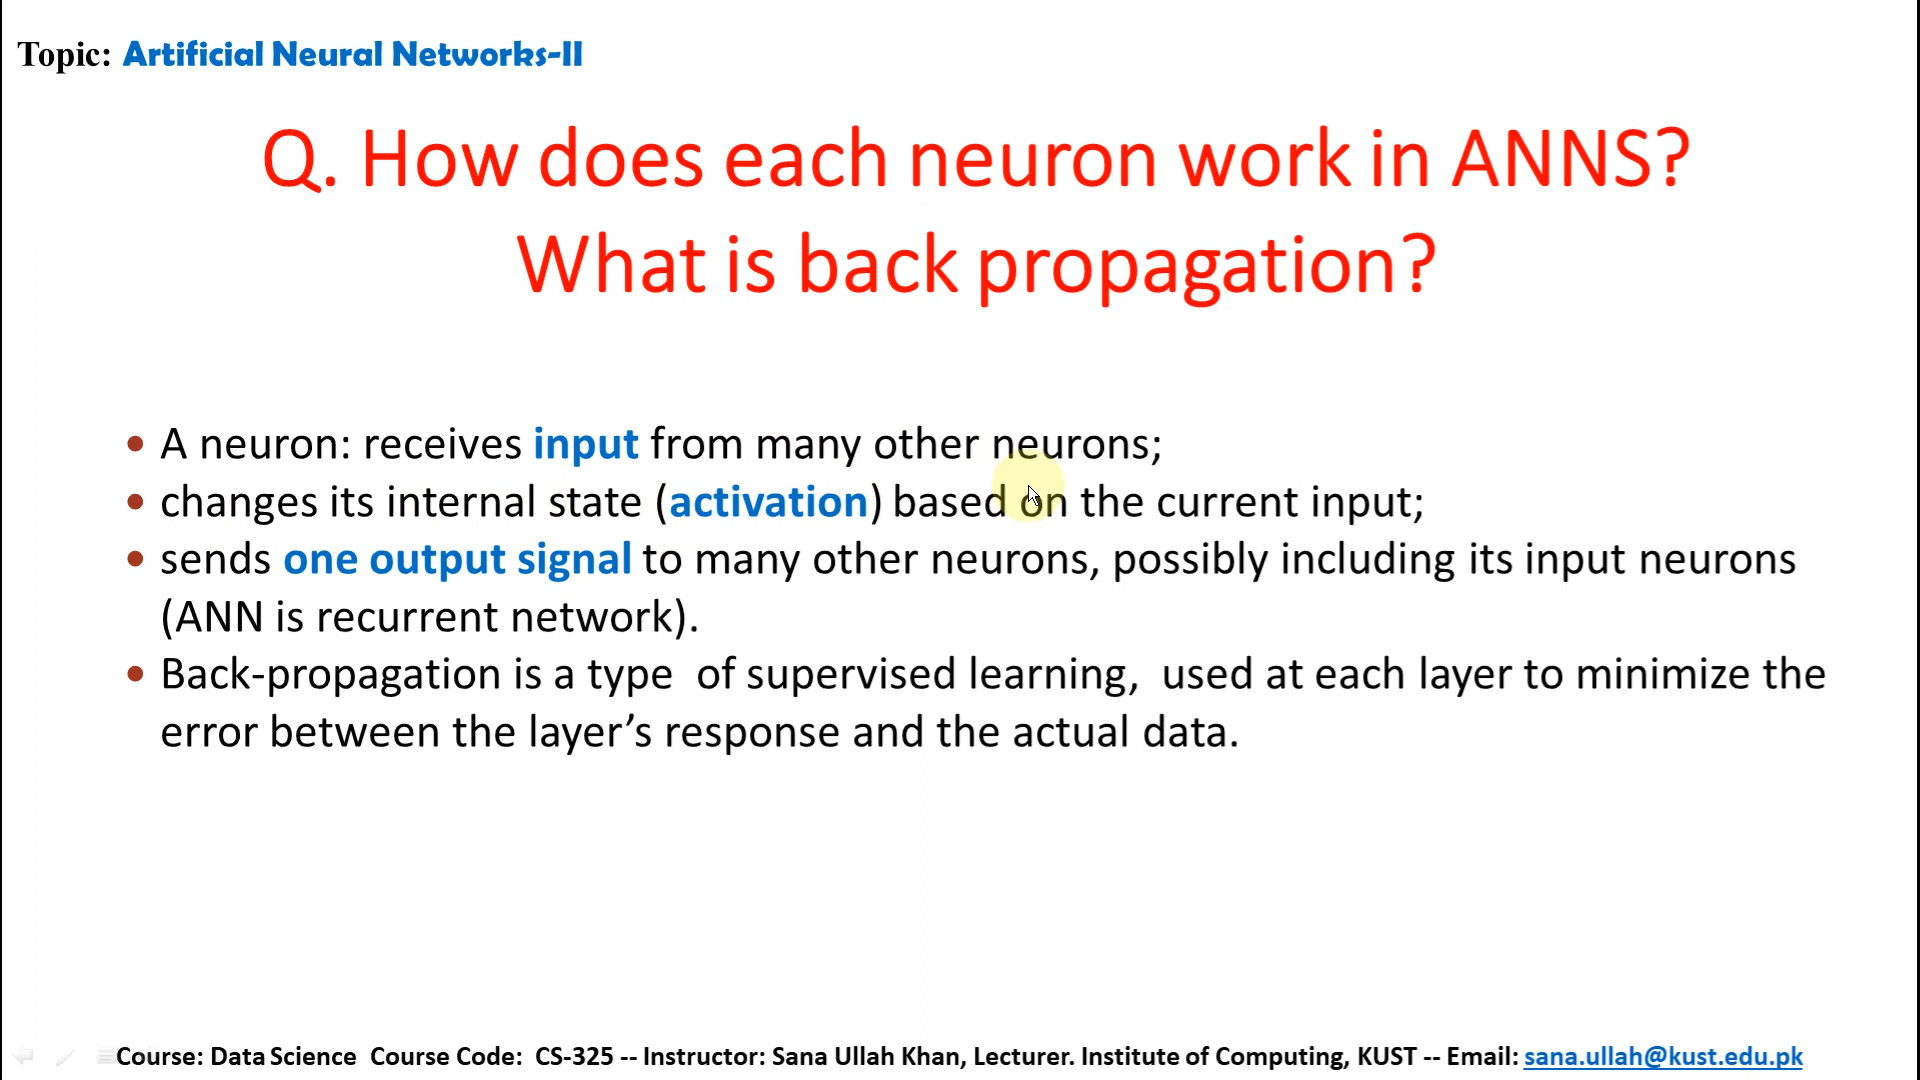 Topic: Artificial Neural Networks-II
Q. How does each neuron work in ANNS?
What is back propagation?
• A neuron: receives input from many other neurons;
• changes its internal state (activation) based on the current input;
• sends one output signal to many other neurons, possibly including its input neurons
(ANN is recurrent network).
• Back-propagation is a type of supervised learning, used at each layer to minimize the
error between the layer’s response and the actual data.
Course: Data Science Course Code: CS-325 -- Instructor: Sana Ullah Khan, Lecturer. Institute of Computing, KUST -- Email: sana.ullah@kust.edu.pk